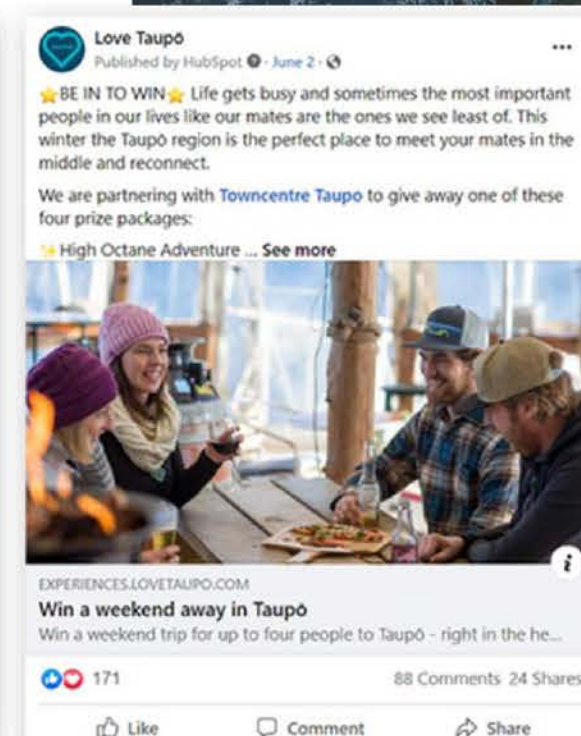 Love Taupō
Published by HubSpot · June 2 ·
BE IN TO WIN Life gets busy and sometimes the most important
people in our lives like our mates are the ones we see least of. This
winter the Taupō region is the perfect place to meet your mates in the
middle and reconnect.
We are partnering with Towncentre Taupo to give away one of these
four prize packages:
High Octane Adventure ... See more
EXPERIENCES.LOVETAUPO.COM
Win a weekend away in Taupō
Win a weekend trip for up to four people to Taupō - right in the he...
171
88 Comments 24 Shares
Like Comment Share